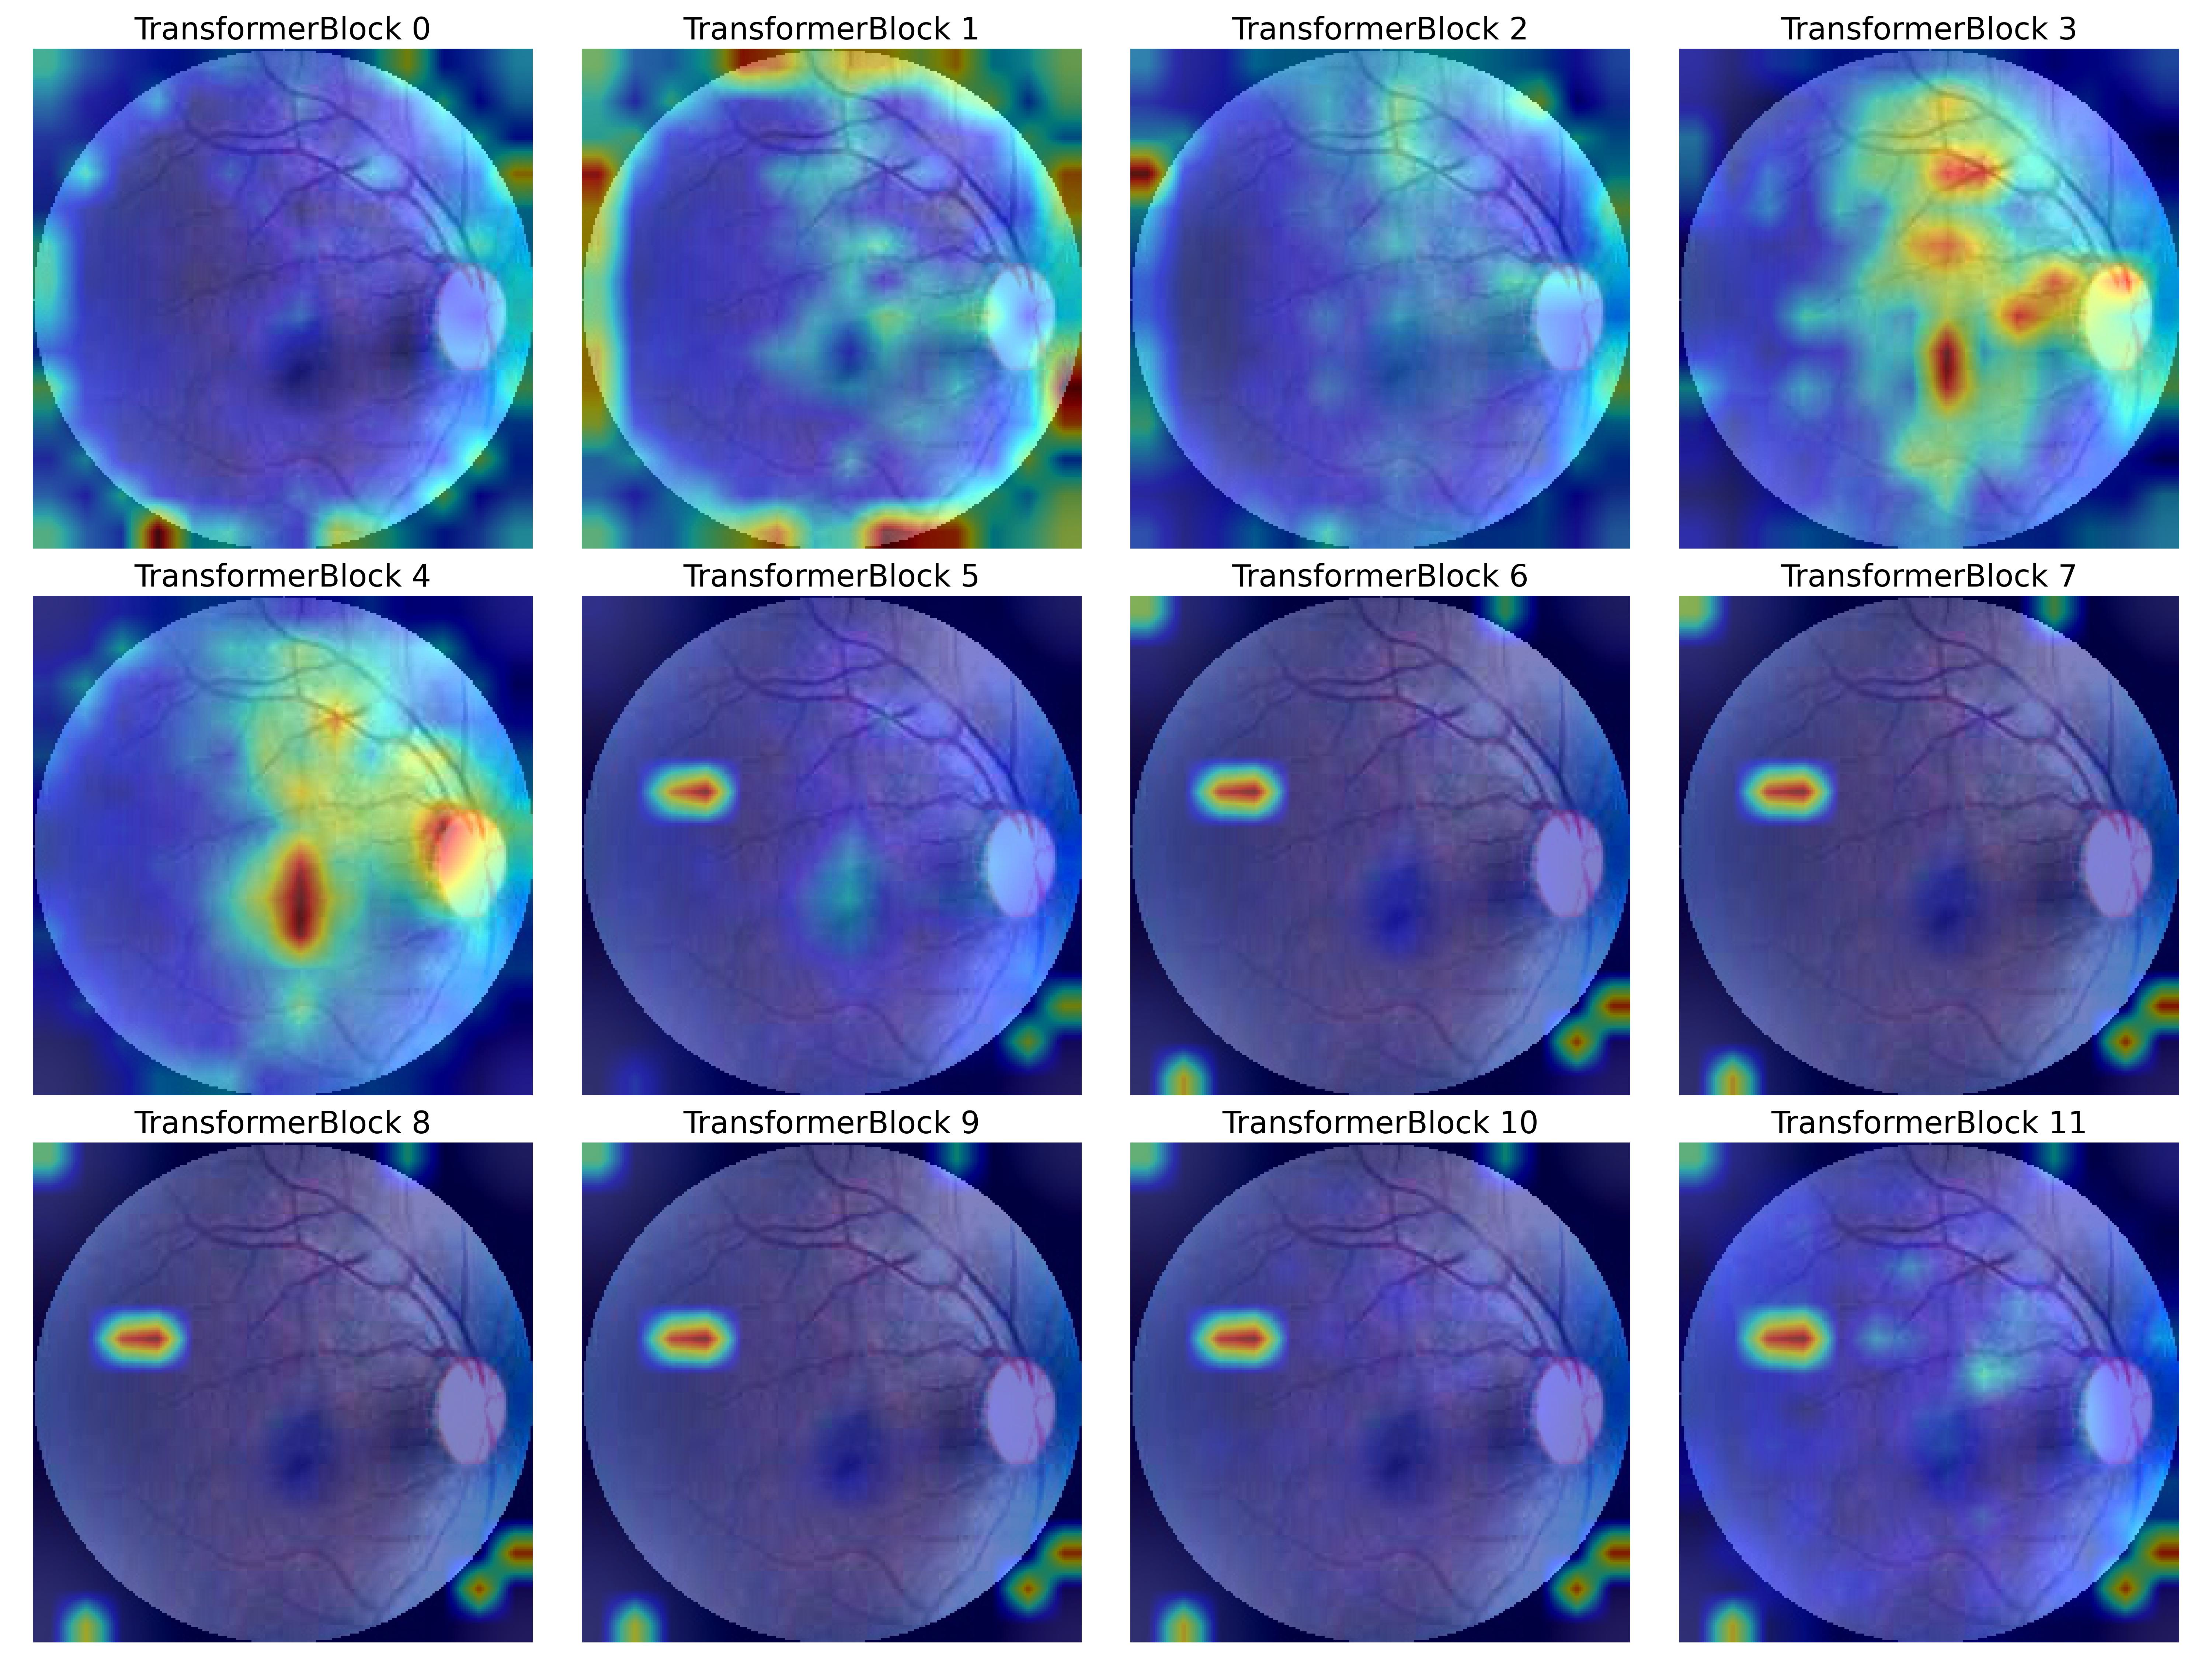 TransformerBlock 0
TransformerBlock 1
TransformerBlock 2
TransformerBlock 3
TransformerBlock 4
TransformerBlock 5
TransformerBlock 6
TransformerBlock 7
TransformerBlock 8
TransformerBlock 9
TransformerBlock 10
TransformerBlock 11